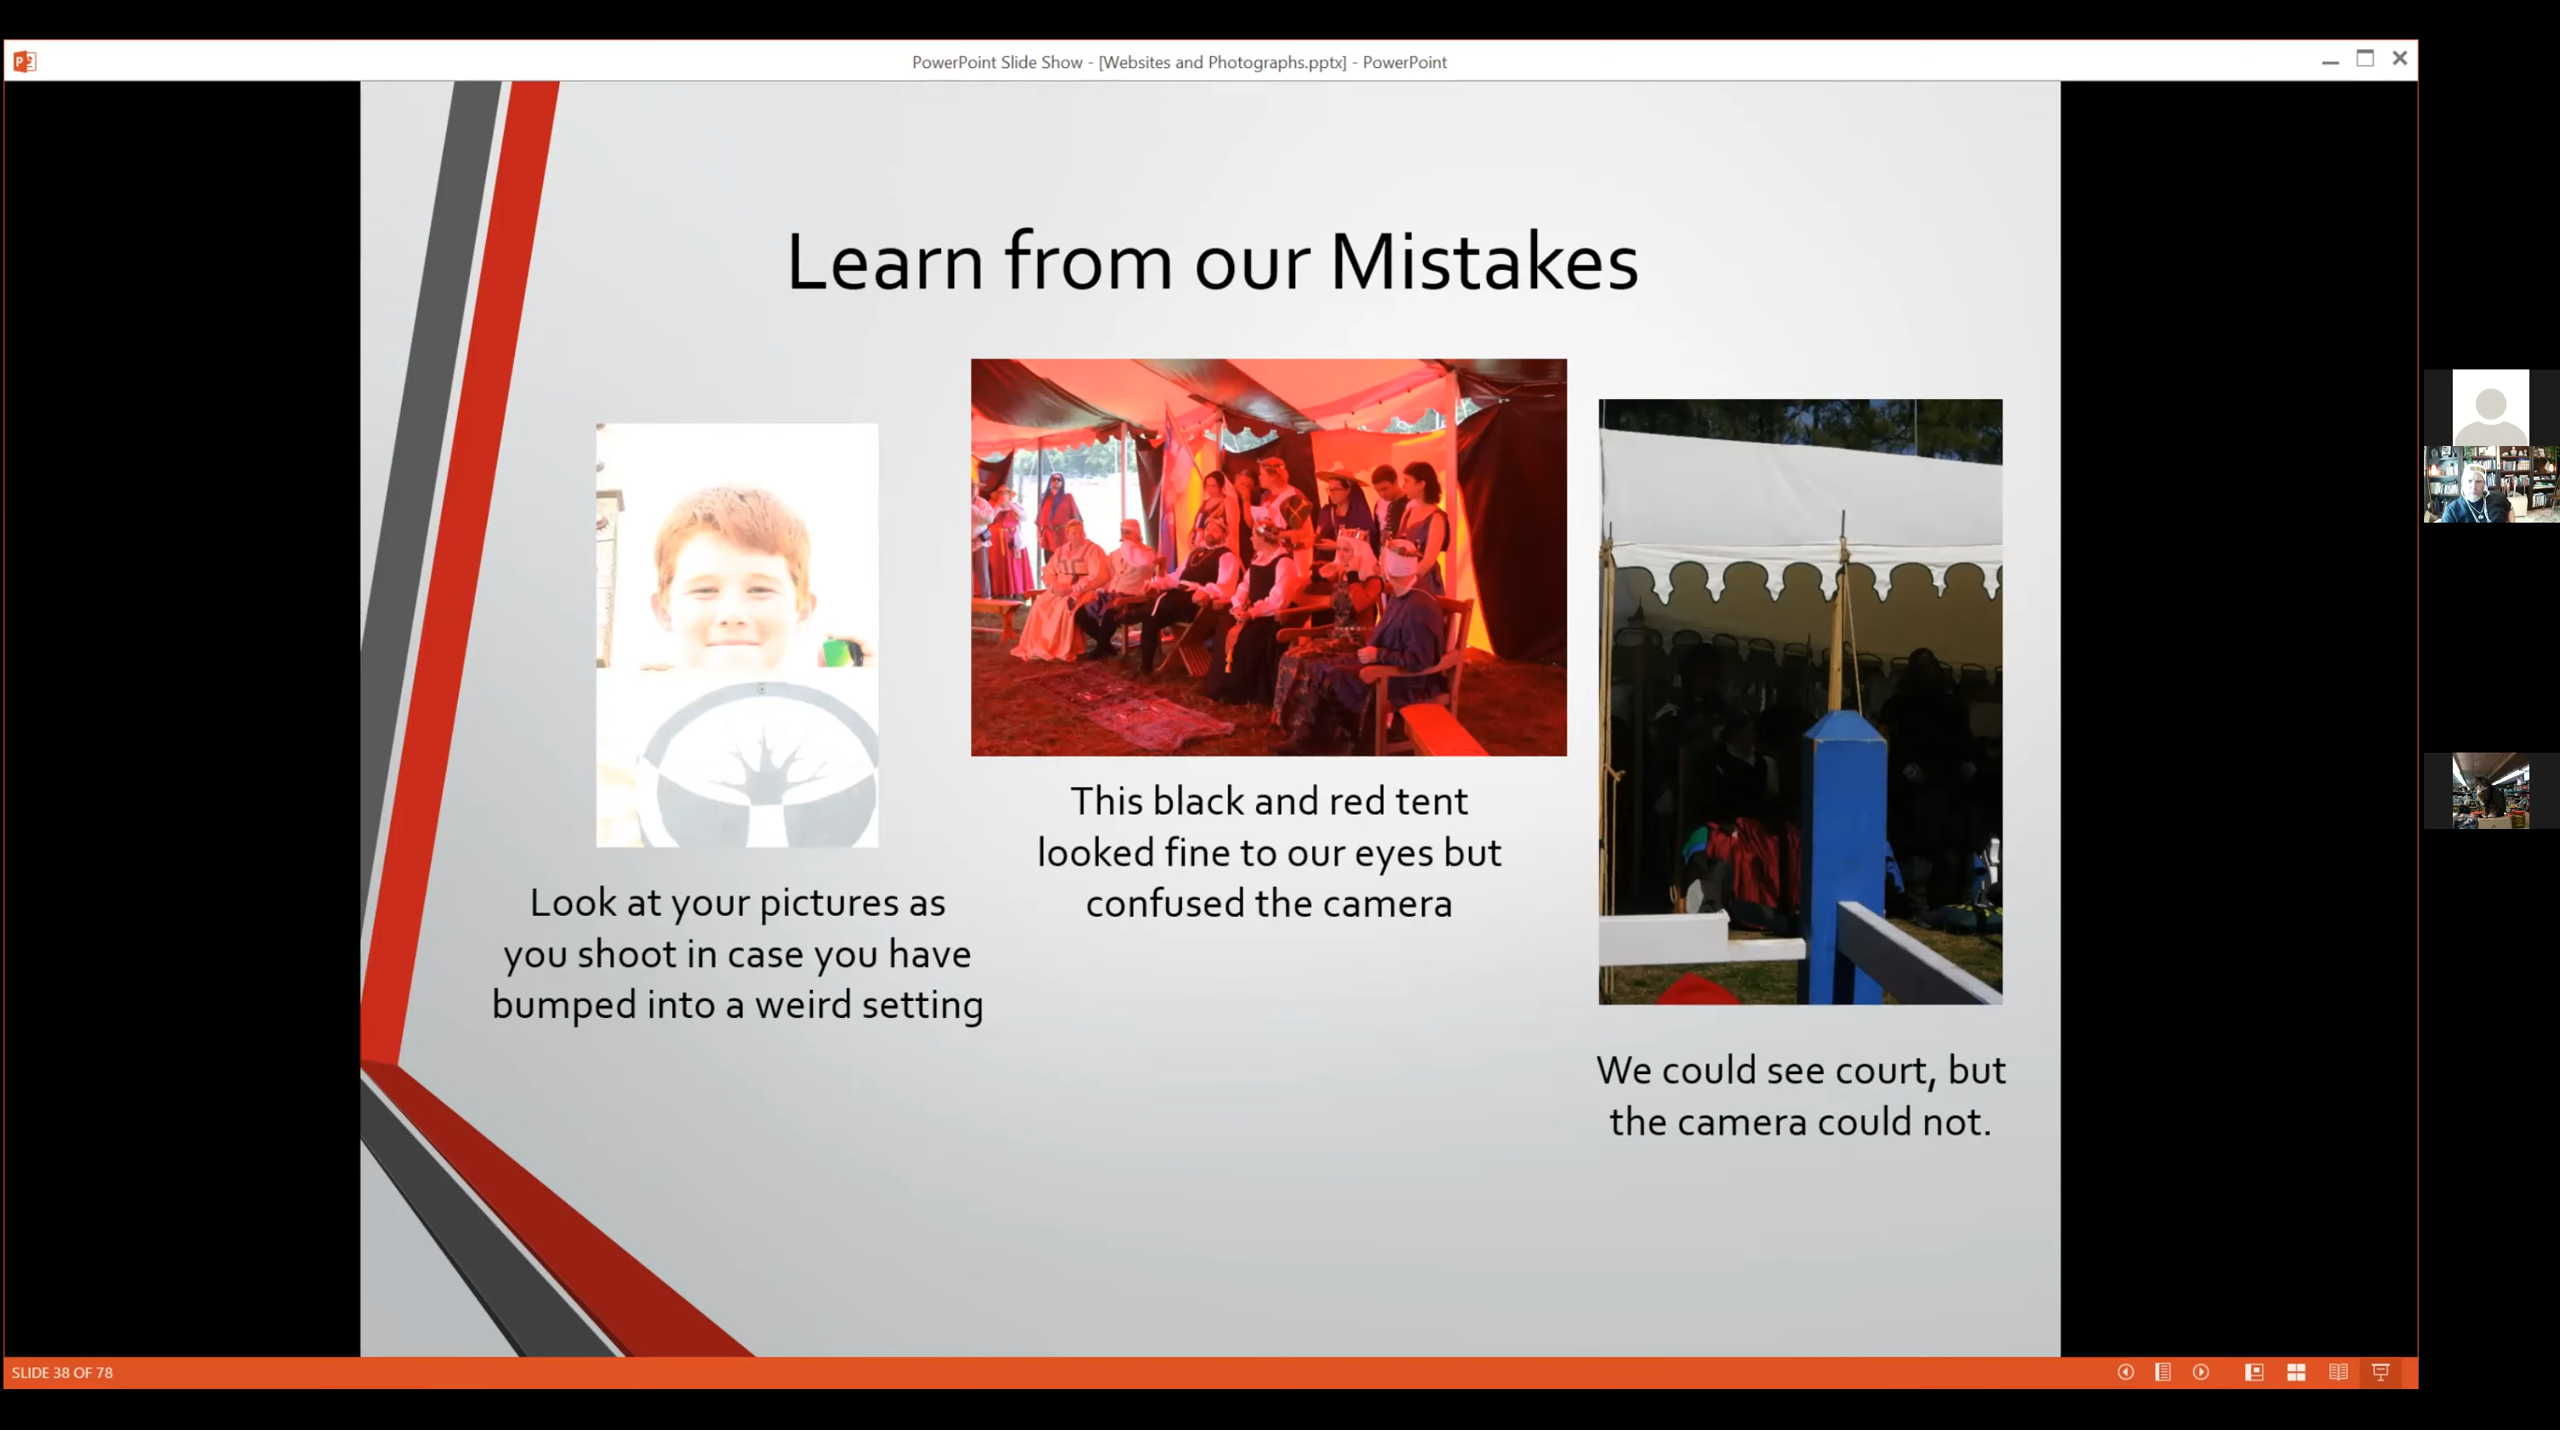 PowerPoint Slide Show - [Websites and Photographs.pptx] - PowerPoint
Learn from our Mistakes
Look at your pictures as
you shoot in case you have
bumped into a weird setting
This black and red tent
looked fine to our eyes but
confused the camera
We could see court, but
the camera could not.
SLIDE 38 OF 78